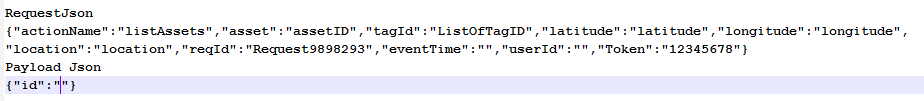 RequestJson
{"actionName":"listAssets","asset":"assetID","tagId":"ListOfTagID","latitude":"latitude","longitude":"longitude",
"location":"location","reqId":"Request9898293","eventTime":"","userId":"","Token":"12345678"}
Payload Json
{"id":""}